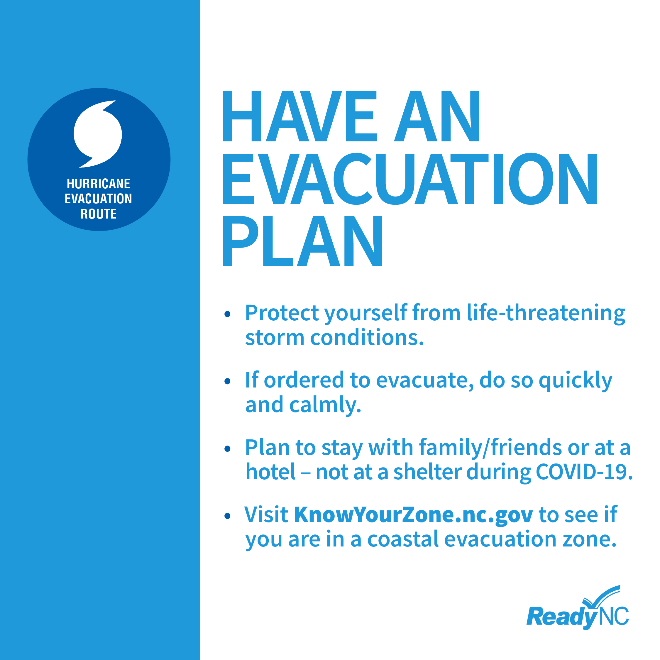 HURRICANE
EVACUATION
ROUTE
HAVE AN
EVACUATION
PLAN
• Protect yourself from life-threatening
storm conditions.
• If ordered to evacuate, do so quickly
and calmly.
• Plan to stay with family/friends or at a
hotel – not at a shelter during COVID-19.
• Visit KnowYourZone.nc.gov to see if
you are in a coastal evacuation zone.
ReadyNC